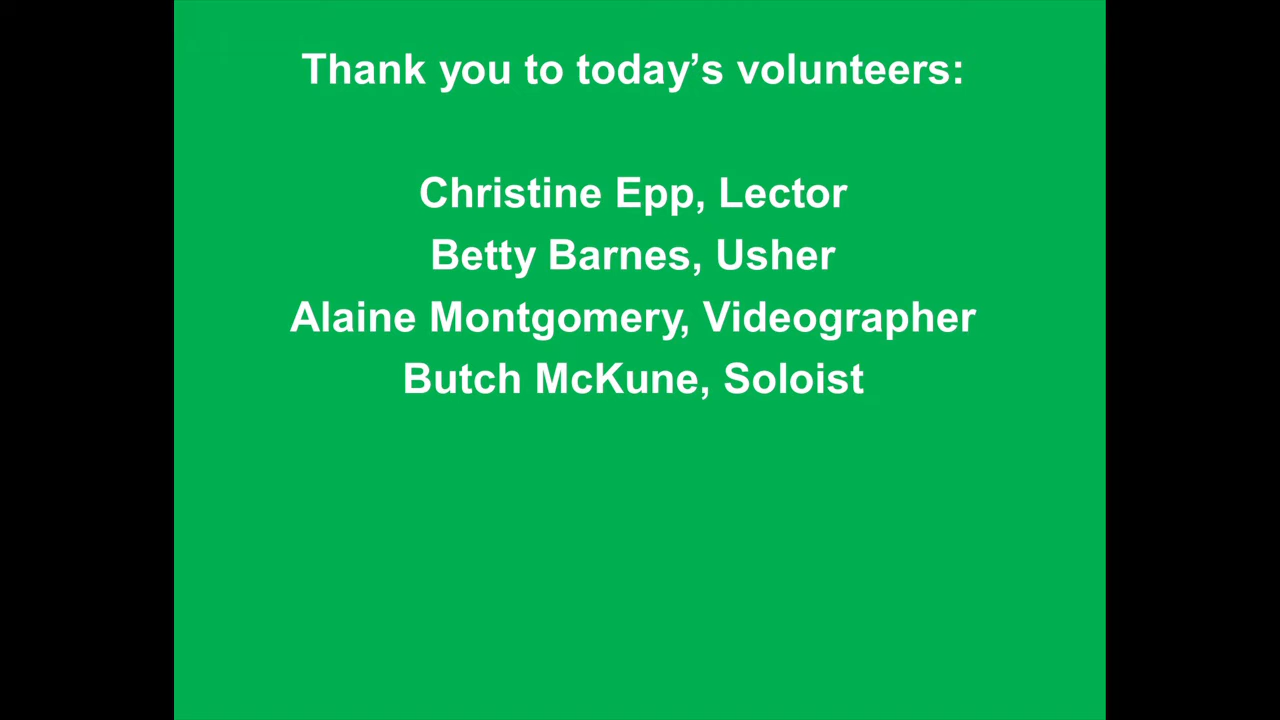 Thank you to today’s volunteers:
Christine Epp, Lector
Betty Barnes, Usher
Alaine Montgomery, Videographer
Butch McKune, Soloist